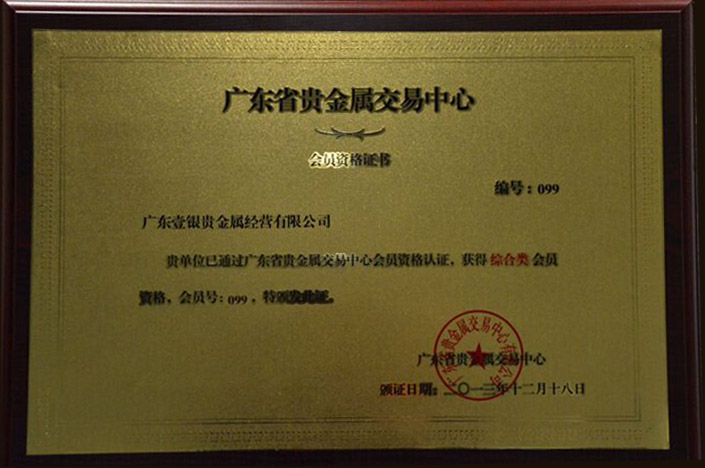 广东省贵金属交易中心
会员资格证书
编号：099
广东壹银贵金属经营有限公司
贵单位已通过广东省贵金属交易中心会员资格认证，获得 综合类 会员
资格，会员号：099，特颁发此证。
广东省贵金属交易中心
颁证日期：二〇一三年十二月十八日
广东省贵金属交易中心有限公司